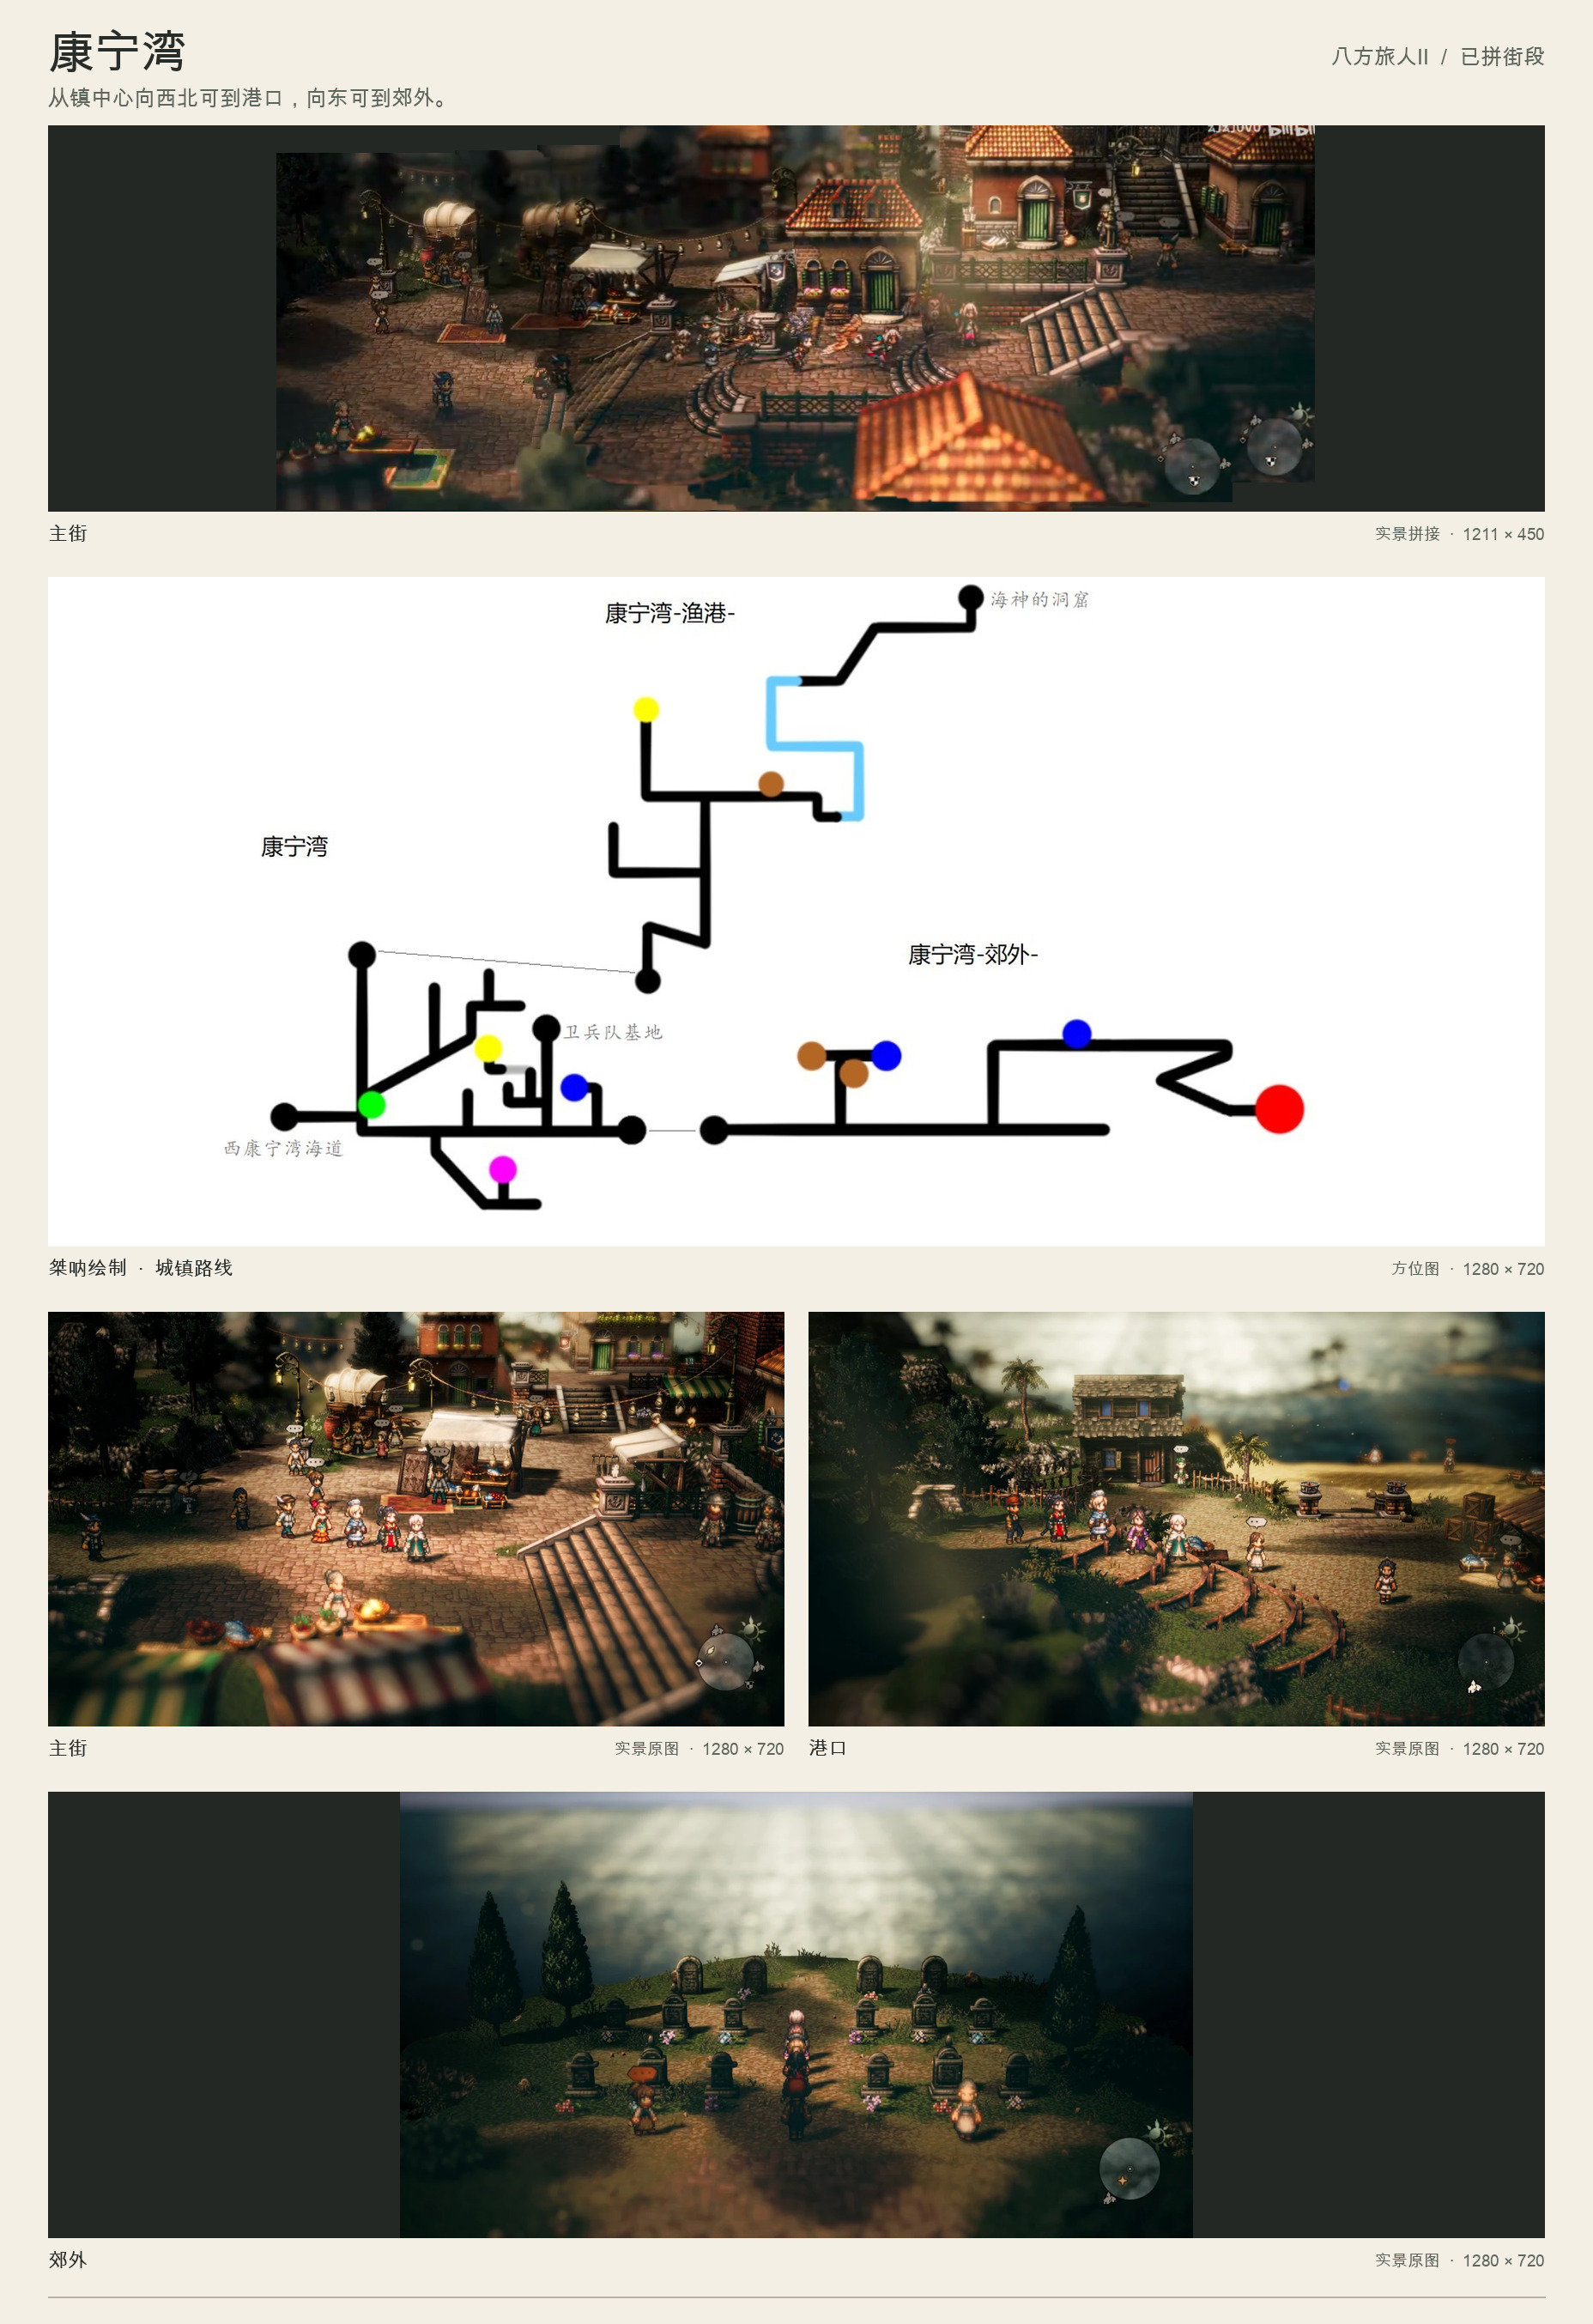 康宁湾
八方旅人II / 已拼街段
从镇中心向西北可到港口，向东可到郊外。
主街
实景拼接 · 1211 × 450
康宁湾-渔港-
海神的洞窟
康宁湾
康宁湾-郊外-
卫兵队基地
西康宁湾海道
桀呐绘制 · 城镇路线
方位图 · 1280 × 720
主街
实景原图 · 1280 × 720
港口
实景原图 · 1280 × 720
郊外
实景原图 · 1280 × 720